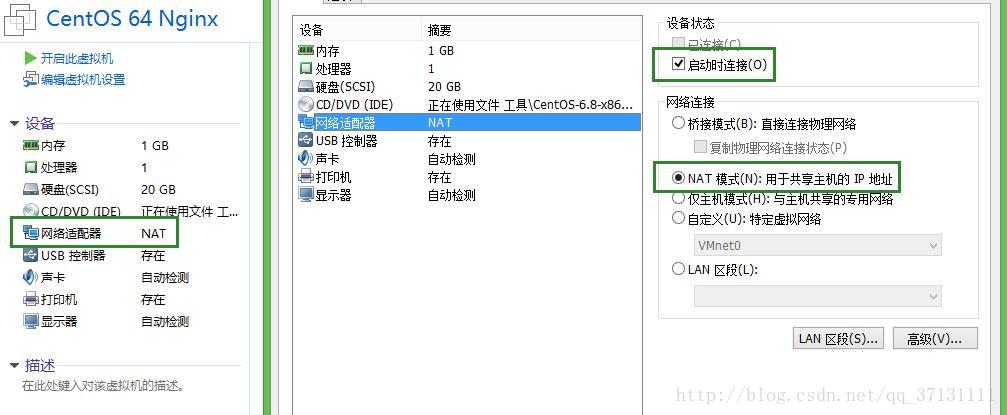 CentOS 64 Nginx
开启此虚拟机
编辑虚拟机设置
设备
内存 1 GB
处理器 1
硬盘(SCSI) 20 GB
CD/DVD (IDE) 正在使用文件 工...
网络适配器 NAT
USB 控制器 存在
声卡 自动检测
打印机 存在
显示器 自动检测
描述
在此处键入对该虚拟机的描述。
设备 摘要
内存 1 GB
处理器 1
硬盘(SCSI) 20 GB
CD/DVD (IDE) 正在使用文件 工具\CentOS-6.8-x86...
网络适配器 NAT
USB 控制器 存在
声卡 自动检测
打印机 存在
显示器 自动检测
设备状态
已连接(C)
启动时连接(O)
网络连接
桥接模式(B): 直接连接物理网络
复制物理网络连接状态(P)
NAT 模式(N): 用于共享主机的 IP 地址
仅主机模式(H): 与主机共享的专用网络
自定义(U): 特定虚拟网络
VMnet0
LAN 区段(L):
LAN 区段(S)... 高级(V)...
http://blog.csdn.net/qq_37131111